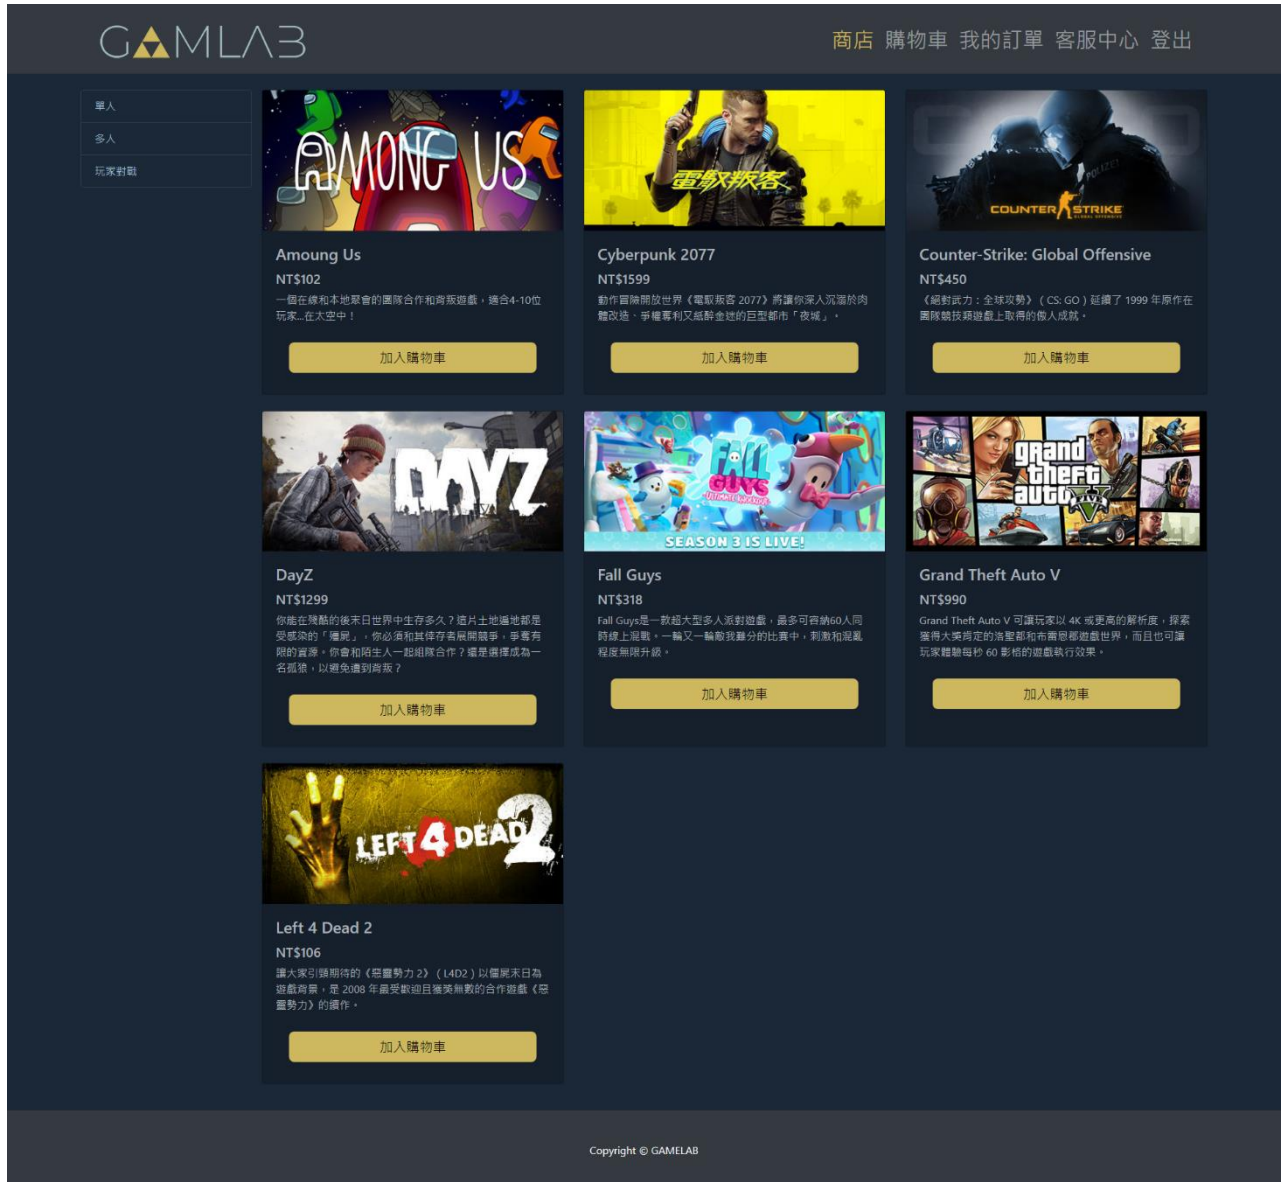 GAMLAB
商店 購物車 我的訂單 客服中心 登出
單人
多人
玩家對戰
AMONG US
電馭叛客
POLIZEI
COUNTER STRIKE
GLOBAL OFFENSIVE
Amoung Us
NT$102
一個在線和本地聚會的團隊合作和背叛遊戲，適合4-10位
玩家...在太空中！
加入購物車
Cyberpunk 2077
NT$1599
動作冒險開放世界《電馭叛客 2077》將讓你深入沉溺於肉
體改造、爭權奪利又紙醉金迷的巨型都市「夜城」。
加入購物車
Counter-Strike: Global Offensive
NT$450
《絕對武力：全球攻勢》（CS: GO）延續了 1999 年原作在
團隊競技類遊戲上取得的傲人成就。
加入購物車
DAYZ
FALL
GUYS
ULTIMATE KNOCKOUT
SEASON 3 IS LIVE!
grand
theft
auto V
FIVE
DayZ
NT$1299
你能在殘酷的後末日世界中生存多久？這片土地遍地都是
受感染的「殭屍」，你必須和其倖存者展開競爭，爭奪有
限的資源。你會和陌生人一起組隊合作？還是選擇成為一
名孤狼，以避免遭到背叛？
加入購物車
Fall Guys
NT$318
Fall Guys是一款超大型多人派對遊戲，最多可容納60人同
時線上混戰。一輪又一輪敵我難分的比賽中，刺激和混亂
程度無限升級。
加入購物車
Grand Theft Auto V
NT$990
Grand Theft Auto V 可讓玩家以 4K 或更高的解析度，探索
獲得大獎肯定的洛聖都和布雷恩郡遊戲世界，而且也可讓
玩家體驗每秒 60 影格的遊戲執行效果。
加入購物車
LEFT 4 DEAD 2
Left 4 Dead 2
NT$106
讓大家引頸期待的《惡靈勢力 2》（L4D2）以僵屍末日為
遊戲背景，是 2008 年最受歡迎且獲獎無數的合作遊戲《惡
靈勢力》的續作。
加入購物車
Copyright © GAMELAB